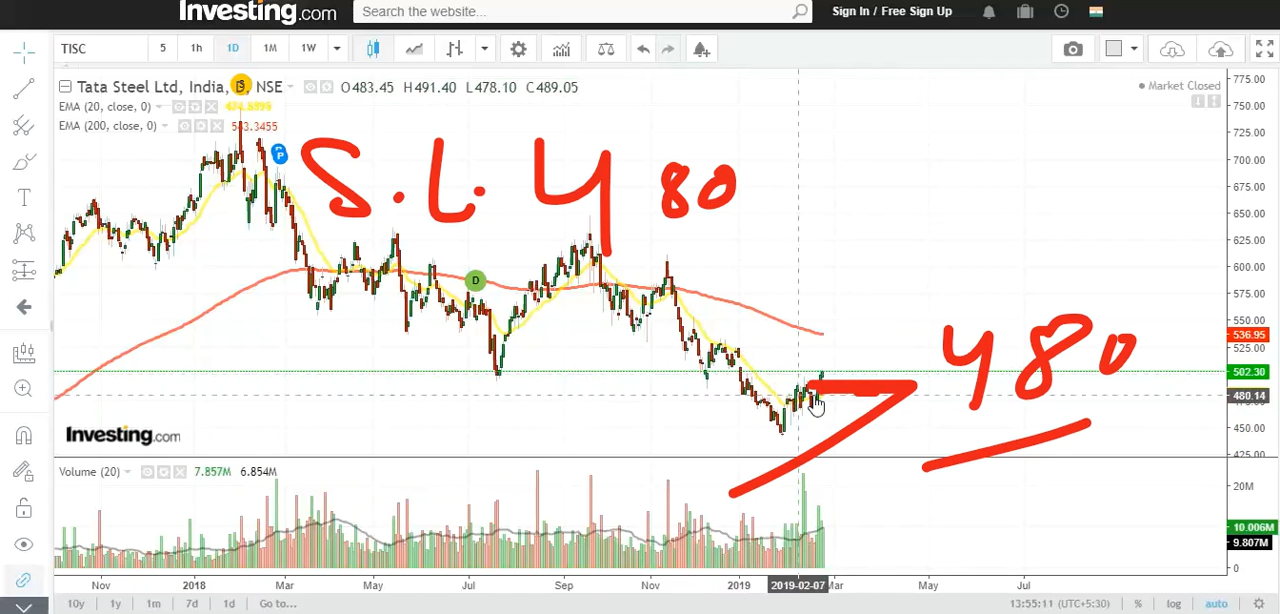 Investing.com
Search the website...
Sign In / Free Sign Up
TISC
5
1h
1D
1M
1W
Tata Steel Ltd, India, NSE
O483.45 H491.40 L478.10 C489.05
Market Closed
EMA (20, close, 0)
EMA (200, close, 0)
543.3455
P
S.L. 480
D
480
775.00
750.00
725.00
700.00
675.00
650.00
625.00
600.00
575.00
550.00
536.95
525.00
502.30
480.14
450.00
425.00
Investing.com
Volume (20)
7.857M 6.854M
20M
10.006M
9.807M
0
Nov 2018 Mar May Jul Sep Nov 2019 2019-02-07 Mar May Jul
10y 1y 1m 7d 1d Go to...
13:55:11 (UTC+5:30) % log auto